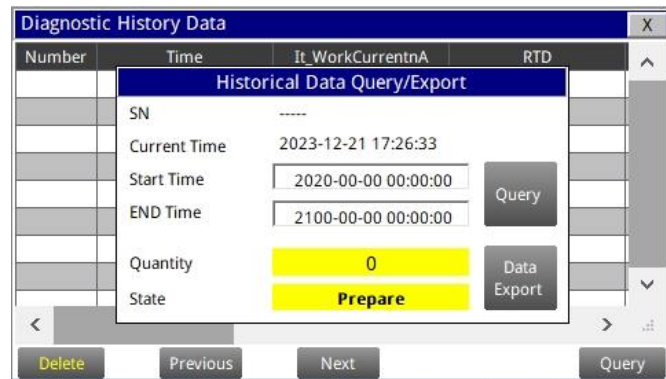 Diagnostic History Data X
Number Time It_WorkCurrentnA RTD
Historical Data Query/Export
SN -----
Current Time 2023-12-21 17:26:33
Start Time 2020-00-00 00:00:00
Query
END Time 2100-00-00 00:00:00
Quantity 0
Data Export
State Prepare
Delete Previous Next Query